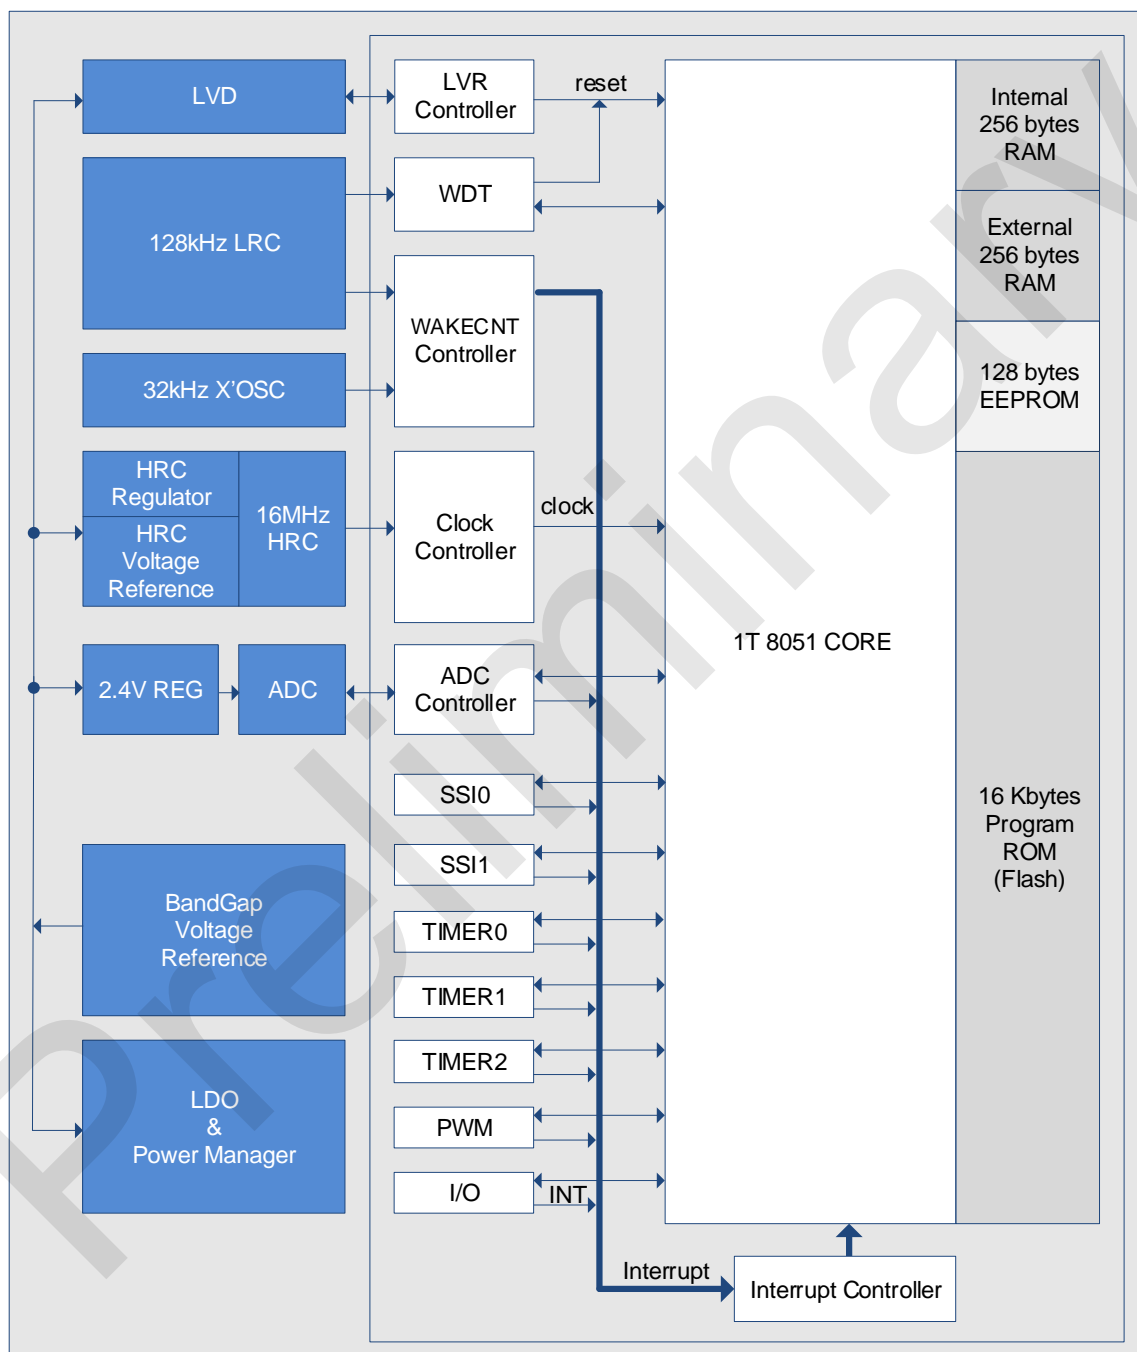 LVD
LVR
Controller
reset
Internal
256 bytes
RAM
WDT
128kHz LRC
External
256 bytes
RAM
WAKECNT
Controller
32kHz X'OSC
128 bytes
EEPROM
HRC
Regulator
HRC
Voltage
Reference
16MHz
HRC
Clock
Controller
clock
1T 8051 CORE
2.4V REG
ADC
ADC
Controller
SSI0
16 Kbytes
Program
ROM
(Flash)
SSI1
BandGap
Voltage
Reference
TIMER0
TIMER1
TIMER2
LDO
&
Power Manager
PWM
I/O
INT
Interrupt
Interrupt Controller
Preliminary